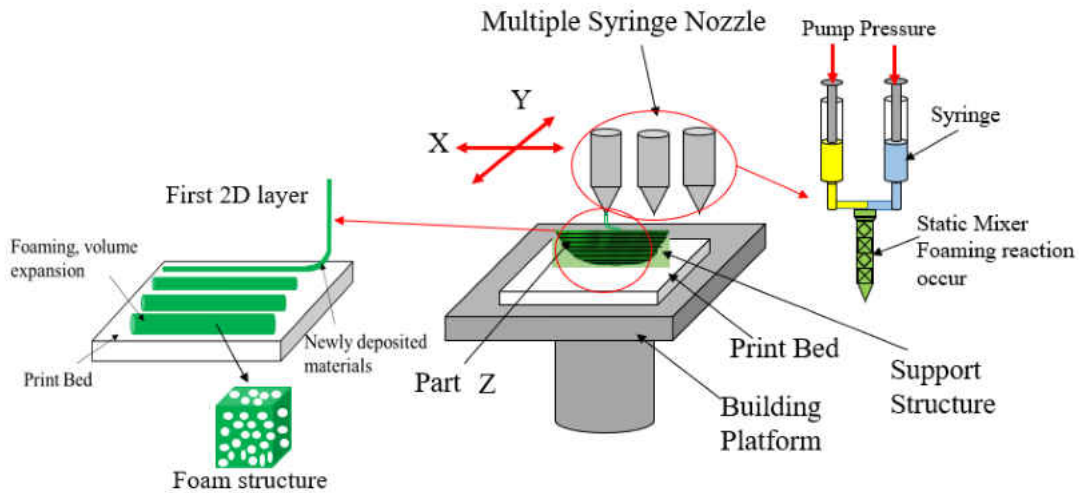 Multiple Syringe Nozzle
Pump Pressure
Y
X
Syringe
First 2D layer
Static Mixer
Foaming reaction
occur
Foaming, volume
expansion
Newly deposited
materials
Print Bed
Print Bed
Part Z
Support
Structure
Building
Platform
Foam structure